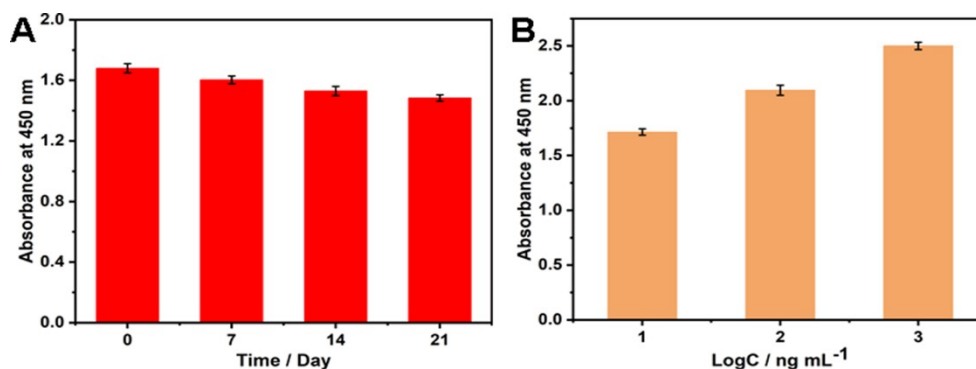 A
Absorbance at 450 nm
2.0
1.6
1.2
0.8
0.4
0.0
0 7 14 21
Time / Day
B
Absorbance at 450 nm
2.5
2.0
1.5
1.0
0.5
0.0
1 2 3
LogC / ng mL⁻¹